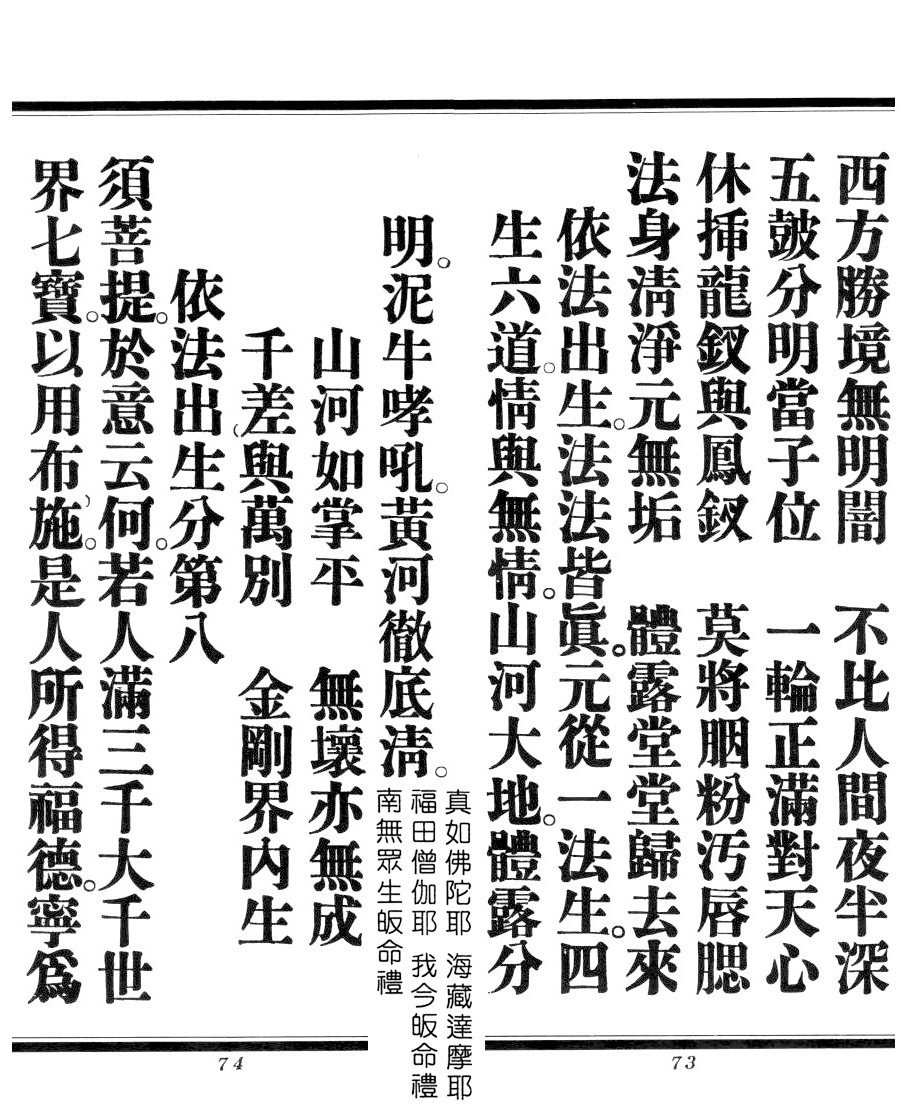 西方勝境無明闇　不比人間夜半深
五皷分明當子位　一輪正滿對天心
休揷龍釵與鳳釵　莫將胭粉汚唇腮
法身淸淨元無垢　體露堂堂歸去來
依法出生。法法皆眞。元從一法生。四
生六道。情與無情。山河大地。體露分
明。泥牛哮吼。黃河徹底淸。
真如佛陀耶　海藏達摩耶
福田僧伽耶　我今皈命禮
南無眾生皈命禮
山河如掌平　無壞亦無成
千差與萬別　金剛界內生
依法出生分第八
須菩提。於意云何。若人滿三千大千世
界七寶。以用布施。是人所得福德。寧爲
73
74